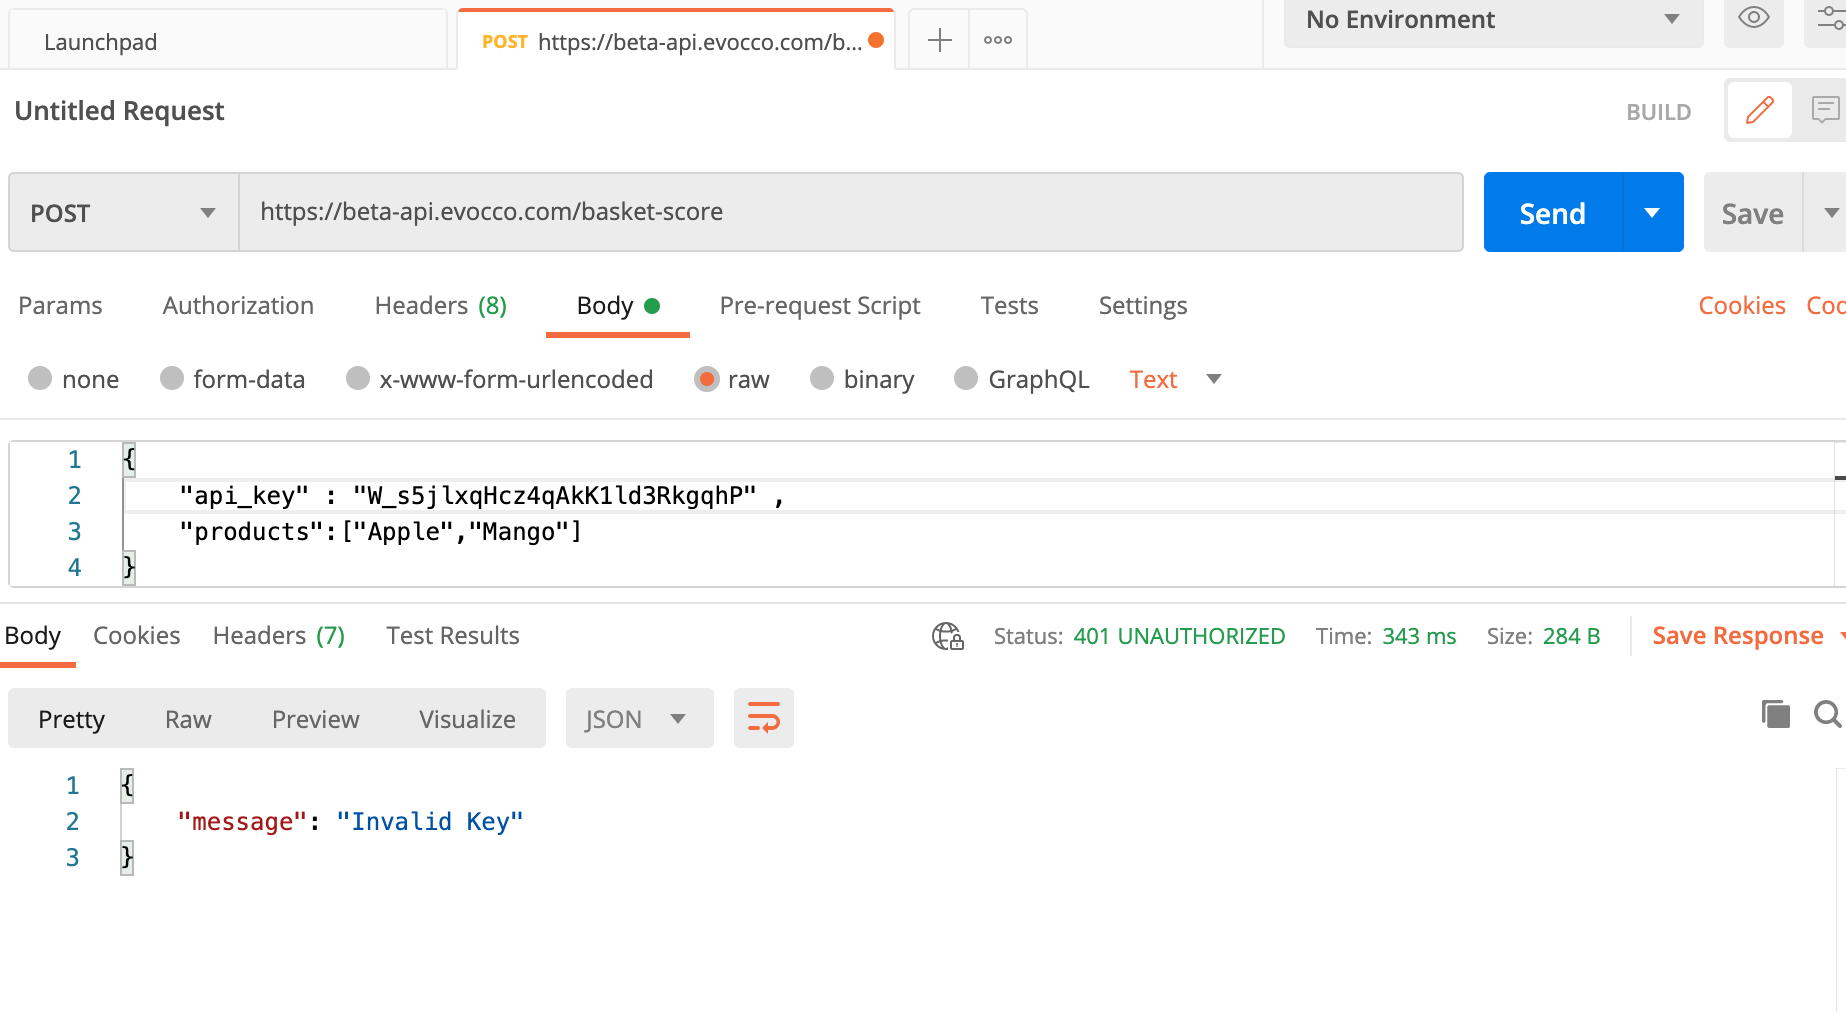 Launchpad
POST https://beta-api.evocco.com/b...
No Environment
Untitled Request
BUILD
POST
https://beta-api.evocco.com/basket-score
Send
Save
Params Authorization Headers (8) Body Pre-request Script Tests Settings Cookies Cod
none form-data x-www-form-urlencoded raw binary GraphQL Text
1 {
2 "api_key" : "W_s5jlxqHcz4qAkK1ld3RkgqhP" ,
3 "products":["Apple","Mango"]
4 }
Body Cookies Headers (7) Test Results Status: 401 UNAUTHORIZED Time: 343 ms Size: 284 B Save Response
Pretty Raw Preview Visualize JSON
1 {
2 "message": "Invalid Key"
3 }